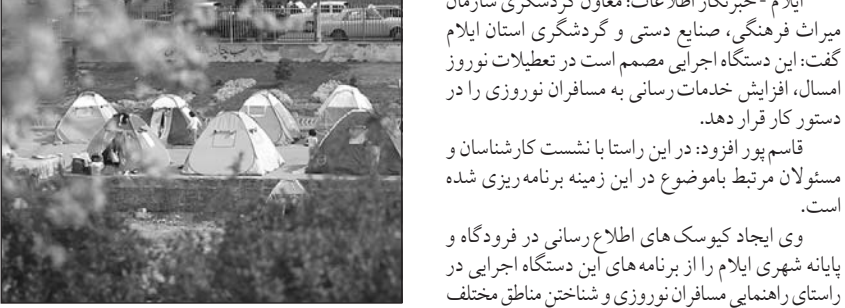 ایلام - خبرنگار اطلاعات: معاون گردشگری سازمان
میراث فرهنگی، صنایع دستی و گردشگری استان ایلام
گفت: این دستگاه اجرایی مصمم است در تعطیلات نوروز
امسال، افزایش خدمات رسانی به مسافران نوروزی را در
دستور کار قرار دهد.
قاسم پور افزود: در این راستا با نشست کارشناسان و
مسئولان مرتبط باموضوع در این زمینه برنامه ریزی شده
است.
وی ایجاد کیوسک های اطلاع رسانی در فرودگاه و
پایانه شهری ایلام را از برنامه های این دستگاه اجرایی در
راستای راهنمایی مسافران نوروزی و شناختن مناطق مختلف